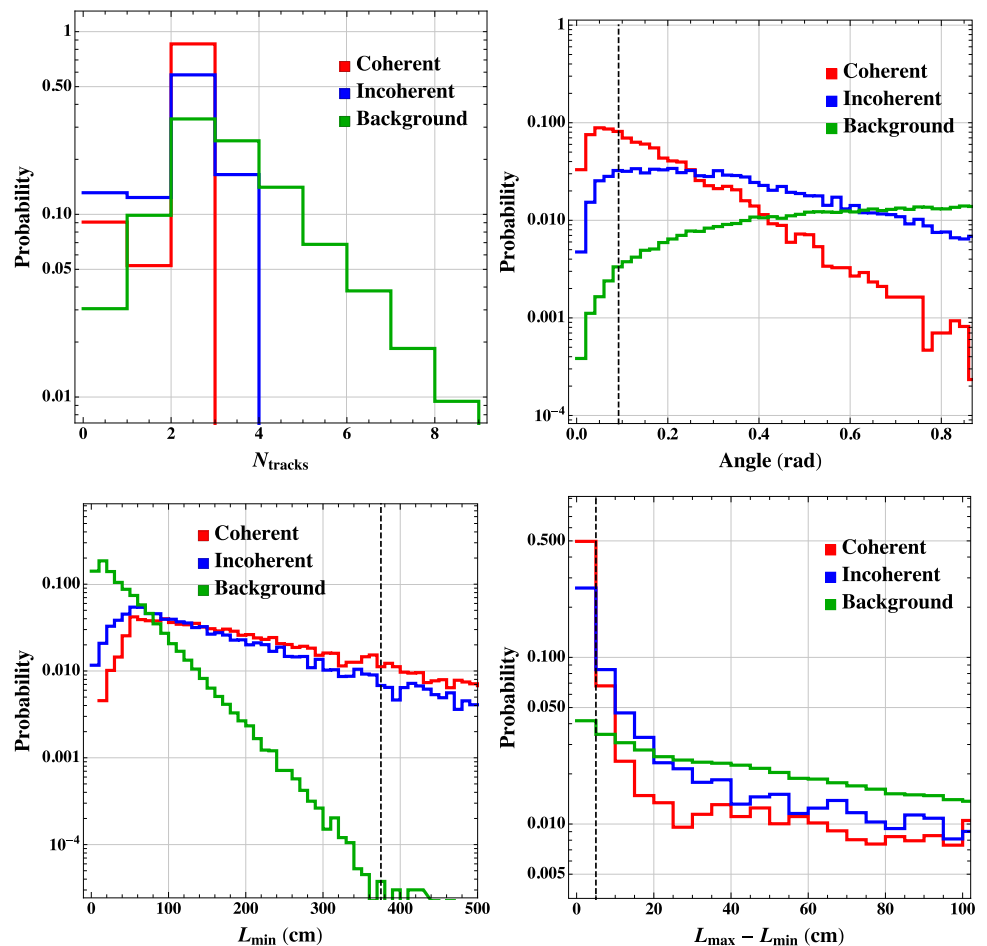 1
0.50
0.10
0.05
0.01
Coherent
Incoherent
Background
Probability
0 2 4 6 8
N_tracks
1
0.100
0.010
0.001
10⁻⁴
Coherent
Incoherent
Background
Probability
0.0 0.2 0.4 0.6 0.8
Angle (rad)
0.100
0.010
0.001
10⁻⁴
Coherent
Incoherent
Background
Probability
0 100 200 300 400 500
L_min (cm)
0.500
0.100
0.050
0.010
0.005
Coherent
Incoherent
Background
Probability
0 20 40 60 80 100
L_max − L_min (cm)